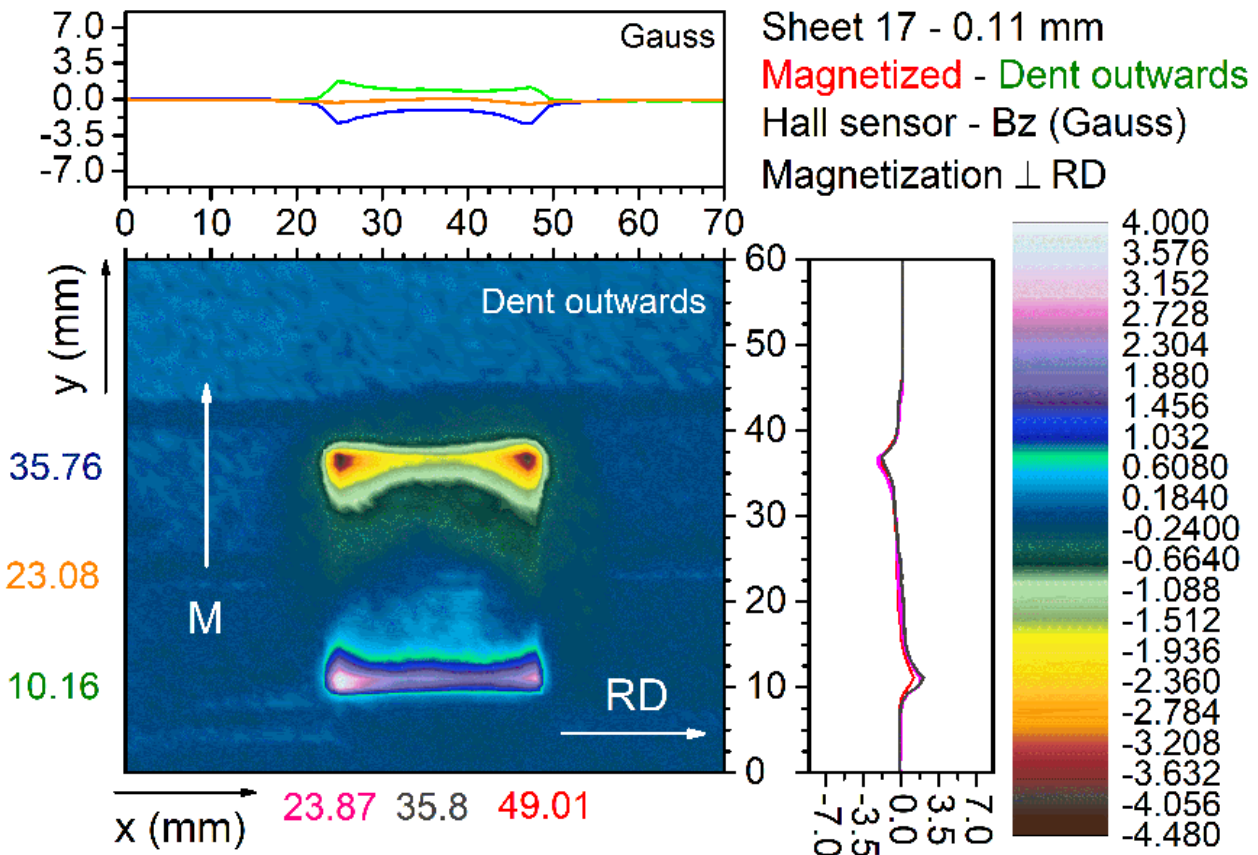 7.0
3.5
0.0
-3.5
-7.0
Gauss
0 10 20 30 40 50 60 70
Sheet 17 - 0.11 mm
Magnetized - Dent outwards
Hall sensor - Bz (Gauss)
Magnetization ⊥ RD
y (mm)
35.76
23.08
10.16
Dent outwards
M
RD
60
50
40
30
20
10
0
x (mm)
23.87 35.8 49.01
-7.0 -3.5 0.0 3.5 7.0
4.000
3.576
3.152
2.728
2.304
1.880
1.456
1.032
0.6080
0.1840
-0.2400
-0.6640
-1.088
-1.512
-1.936
-2.360
-2.784
-3.208
-3.632
-4.056
-4.480